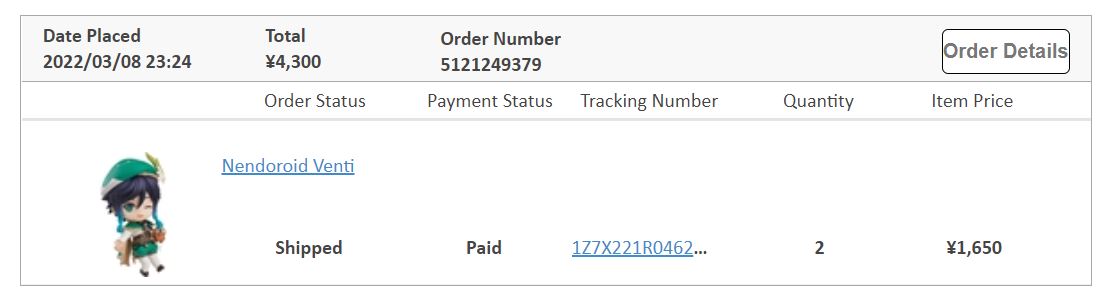 Date Placed Total Order Number Order Details
2022/03/08 23:24 ¥4,300 5121249379
Order Status Payment Status Tracking Number Quantity Item Price
Nendoroid Venti
Shipped Paid 1Z7X221R0462... 2 ¥1,650